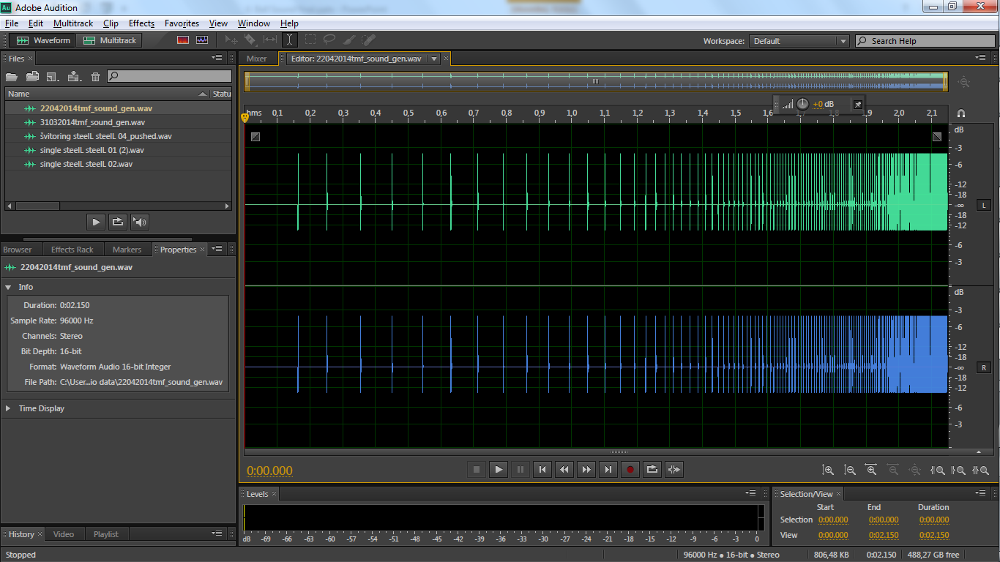 Au Adobe Audition
File Edit Multitrack Clip Effects Favorites View Window Help
Waveform Multitrack Workspace: Default Search Help
Files × Mixer Editor: 22042014tmf_sound_gen.wav ×
Name Statu
22042014tmf_sound_gen.wav
31032014tmf_sound_gen.wav
švitoring steelL steelL 04_pushed.wav
single steelL steelL 01 (2).wav
single steelL steelL 02.wav
+0 dB
hms 0,1 0,2 0,3 0,4 0,5 0,6 0,7 0,8 0,9 1,0 1,1 1,2 1,3 1,4 1,5 1,6 1,7 1,8 1,9 2,0 2,1
dB
-3
-6
-12
-18
-∞
-18
-12
-6
-3
L
dB
-3
-6
-12
-18
-∞
-18
-12
-6
-3
R
Browser Effects Rack Markers Properties ×
22042014tmf_sound_gen.wav
Info
Duration: 0:02.150
Sample Rate: 96000 Hz
Channels: Stereo
Bit Depth: 16-bit
Format: Waveform Audio 16-bit Integer
File Path: C:\User...io data\22042014tmf_sound_gen.wav
Time Display
0:00.000
History × Video Playlist
Levels ×
dB -69 -66 -63 -60 -57 -54 -51 -48 -45 -42 -39 -36 -33 -30 -27 -24 -21 -18 -15 -12 -9 -6 -3 0
Selection/View ×
Start End Duration
Selection 0:00.000 0:00.000 0:00.000
View 0:00.000 0:02.150 0:02.150
Stopped 96000 Hz ● 16-bit ● Stereo 806,48 KB 0:02.150 488,27 GB free